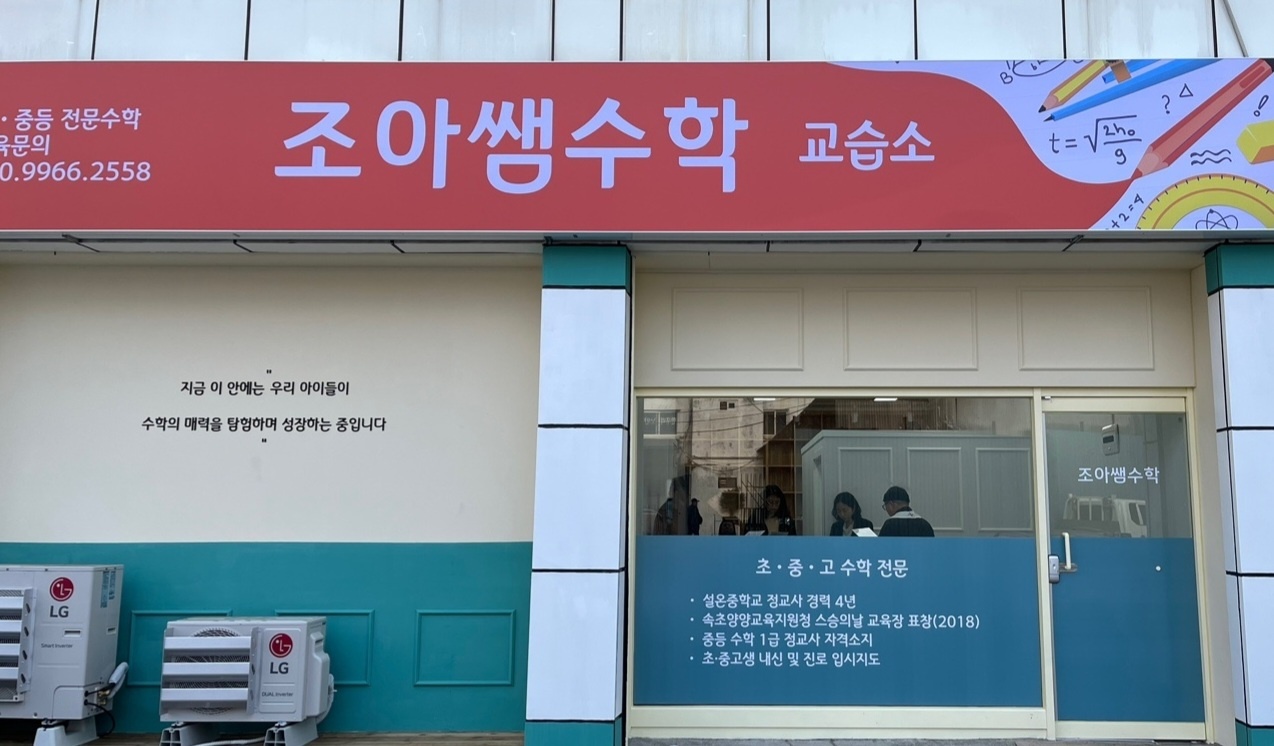 · 중등 전문수학
육문의
0.9966.2558
조아쌤수학 교습소
t=√2h₀/g
+2=4
"
지금 이 안에는 우리 아이들이
수학의 매력을 탐험하며 성장하는 중입니다
"
조아쌤수학
초·중·고 수학 전문
· 설온중학교 정교사 경력 4년
· 속초양양교육지원청 스승의날 교육장 표창(2018)
· 중등 수학 1급 정교사 자격소지
· 초·중고생 내신 및 진로 입시지도
LG
Smart Inverter
LG
DUAL Inverter